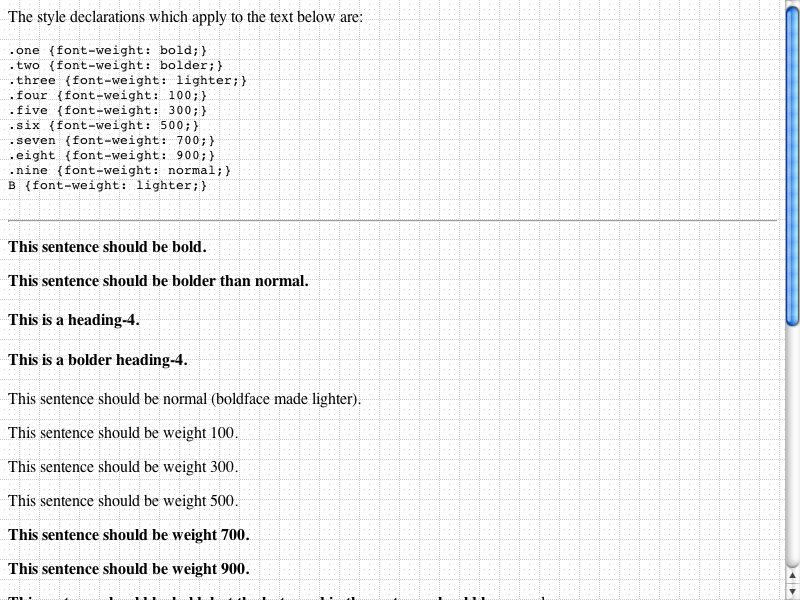 The style declarations which apply to the text below are:
.one {font-weight: bold;}
.two {font-weight: bolder;}
.three {font-weight: lighter;}
.four {font-weight: 100;}
.five {font-weight: 300;}
.six {font-weight: 500;}
.seven {font-weight: 700;}
.eight {font-weight: 900;}
.nine {font-weight: normal;}
B {font-weight: lighter;}
This sentence should be bold.
This sentence should be bolder than normal.
This is a heading-4.
This is a bolder heading-4.
This sentence should be normal (boldface made lighter).
This sentence should be weight 100.
This sentence should be weight 300.
This sentence should be weight 500.
This sentence should be weight 700.
This sentence should be weight 900.